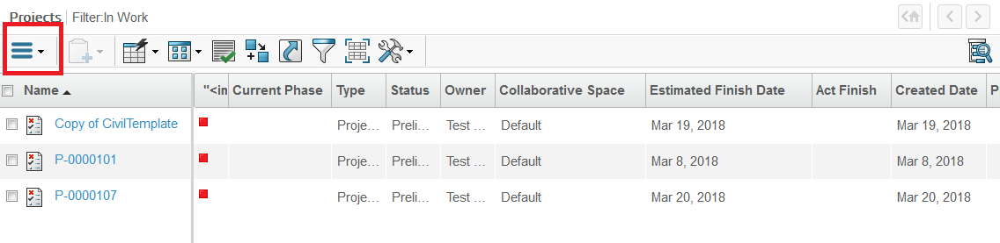 Projects Filter:In Work
Name "<in Current Phase Type Status Owner Collaborative Space Estimated Finish Date Act Finish Created Date P
Copy of CivilTemplate Proje... Preli... Test ... Default Mar 19, 2018 Mar 19, 2018
P-0000101 Proje... Preli... Test ... Default Mar 8, 2018 Mar 8, 2018
P-0000107 Proje... Preli... Test ... Default Mar 20, 2018 Mar 20, 2018